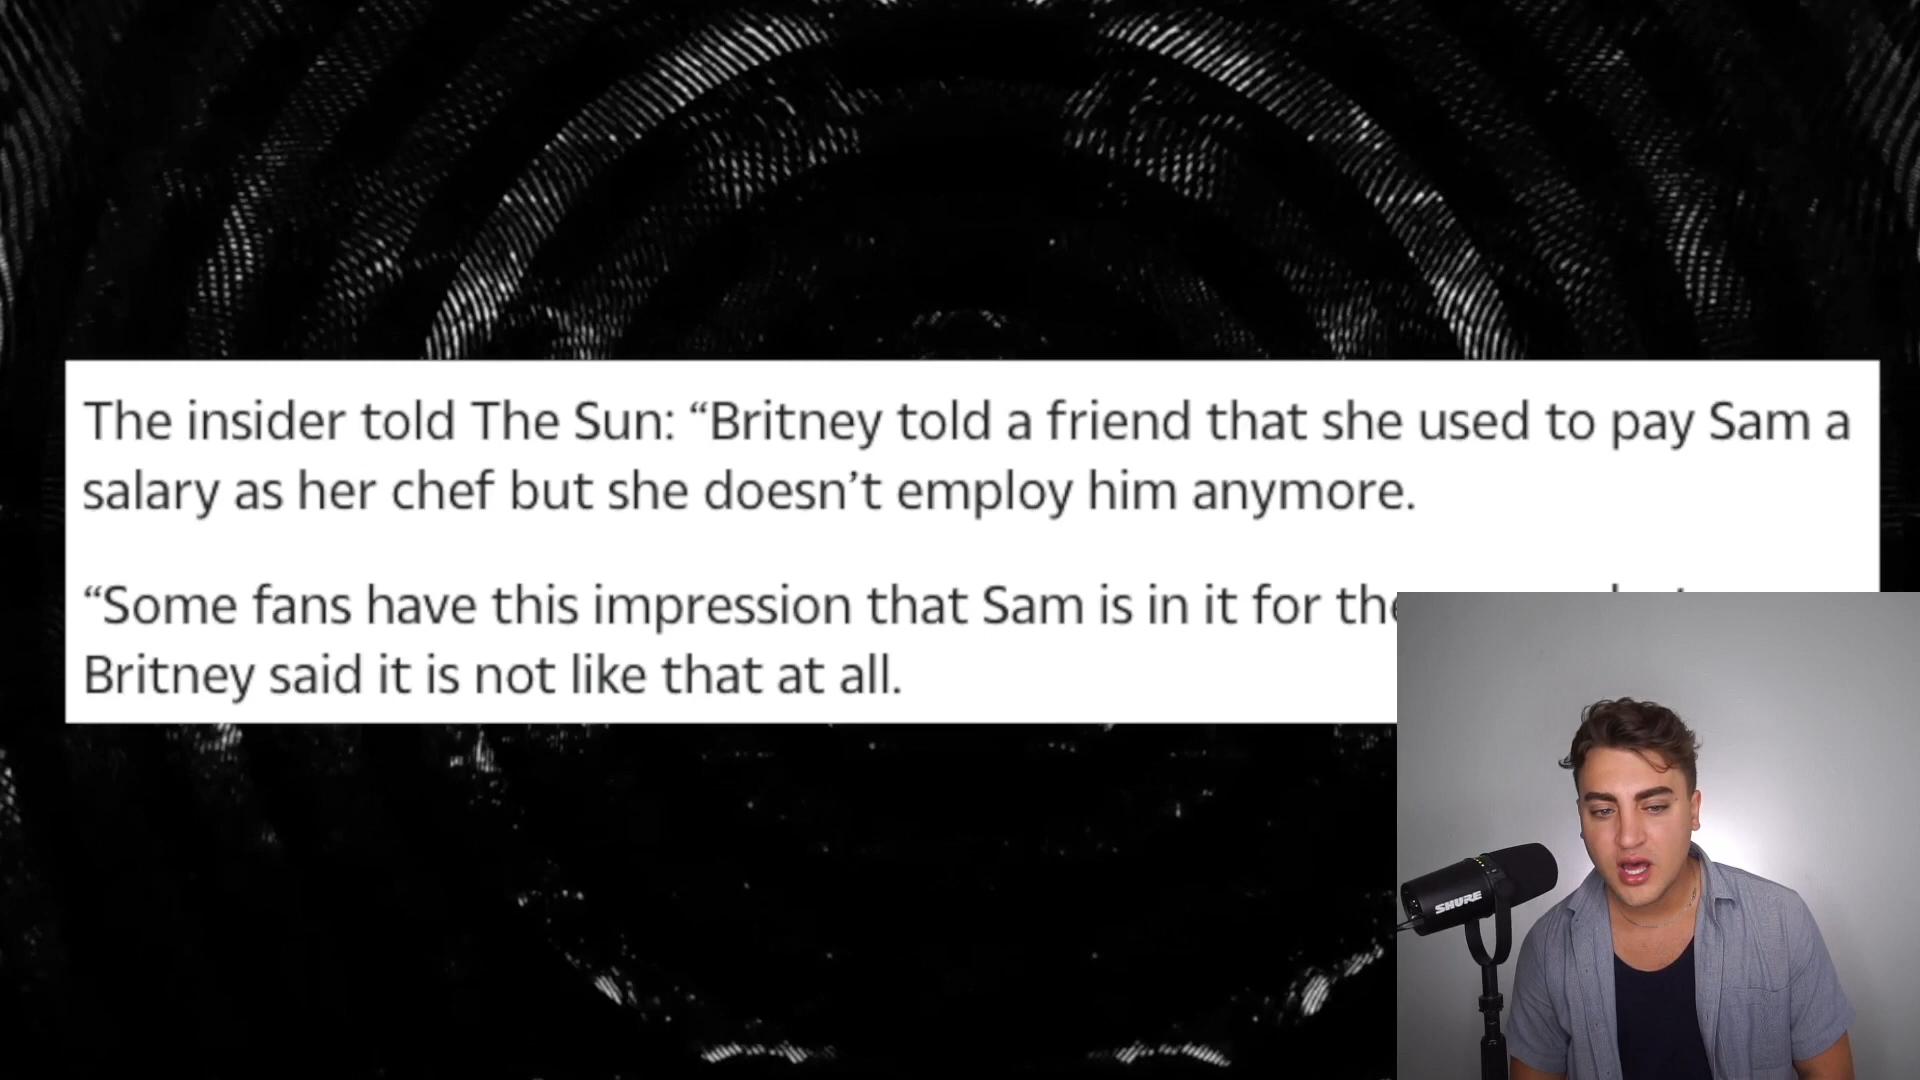 The insider told The Sun: “Britney told a friend that she used to pay Sam a
salary as her chef but she doesn’t employ him anymore.
“Some fans have this impression that Sam is in it for the
Britney said it is not like that at all.
SHURE